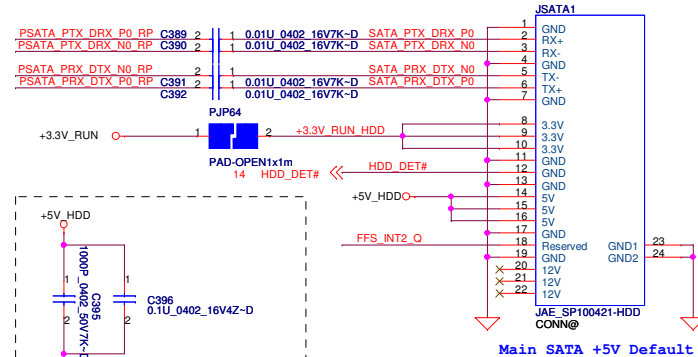 JSATA1
PSATA_PTX_DRX_P0_RP C389 2 1 0.01U_0402_16V7K~D SATA_PTX_DRX_P0
PSATA_PTX_DRX_N0_RP C390 2 1 0.01U_0402_16V7K~D SATA_PTX_DRX_N0
PSATA_PRX_DTX_N0_RP 2 1 SATA_PRX_DTX_N0
PSATA_PRX_DTX_P0_RP C391 2 1 0.01U_0402_16V7K~D SATA_PRX_DTX_P0
C392 0.01U_0402_16V7K~D
1 GND
2 RX+
3 RX-
4 GND
5 TX-
6 TX+
7 GND
PJP64
+3.3V_RUN 1 2 +3.3V_RUN_HDD
PAD-OPEN1x1m
14 HDD_DET# HDD_DET#
+5V_HDD
FFS_INT2_Q
8 3.3V
9 3.3V
10 3.3V
11 GND
12 GND
13 GND
14 5V
15 5V
16 5V
17 GND
18 Reserved GND1 23
19 GND GND2 24
20 12V
21 12V
22 12V
JAE_SP100421-HDD
CONN@
Main SATA +5V Default
+5V_HDD
1 1
2 2
1000P_0402_50V7K~
C395
C396
0.1U_0402_16V4Z~D